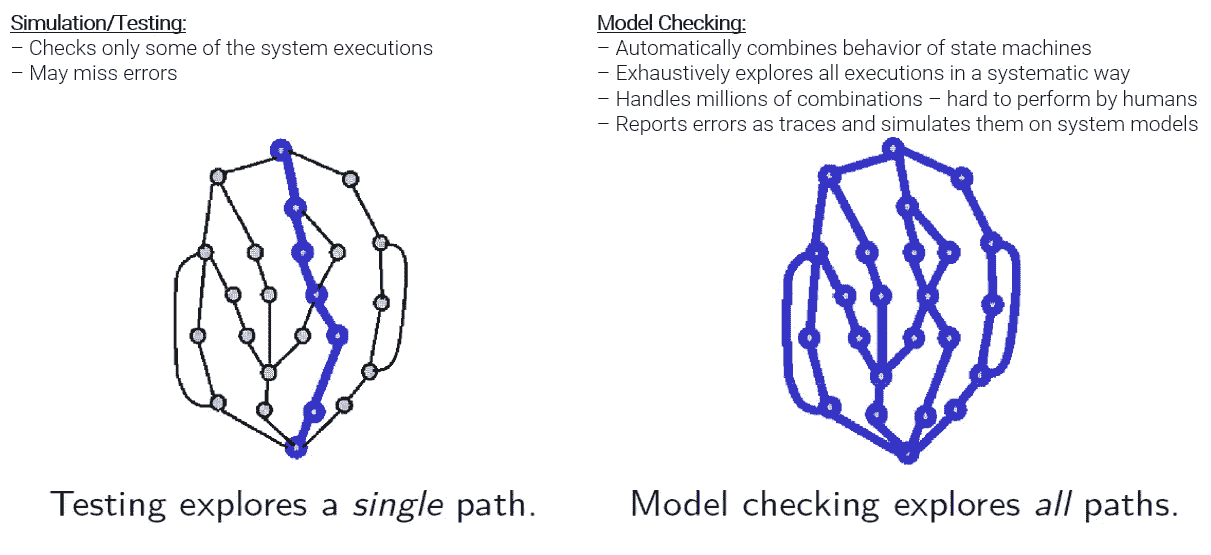 Simulation/Testing:
– Checks only some of the system executions
– May miss errors
Model Checking:
– Automatically combines behavior of state machines
– Exhaustively explores all executions in a systematic way
– Handles millions of combinations – hard to perform by humans
– Reports errors as traces and simulates them on system models
Testing explores a single path.
Model checking explores all paths.